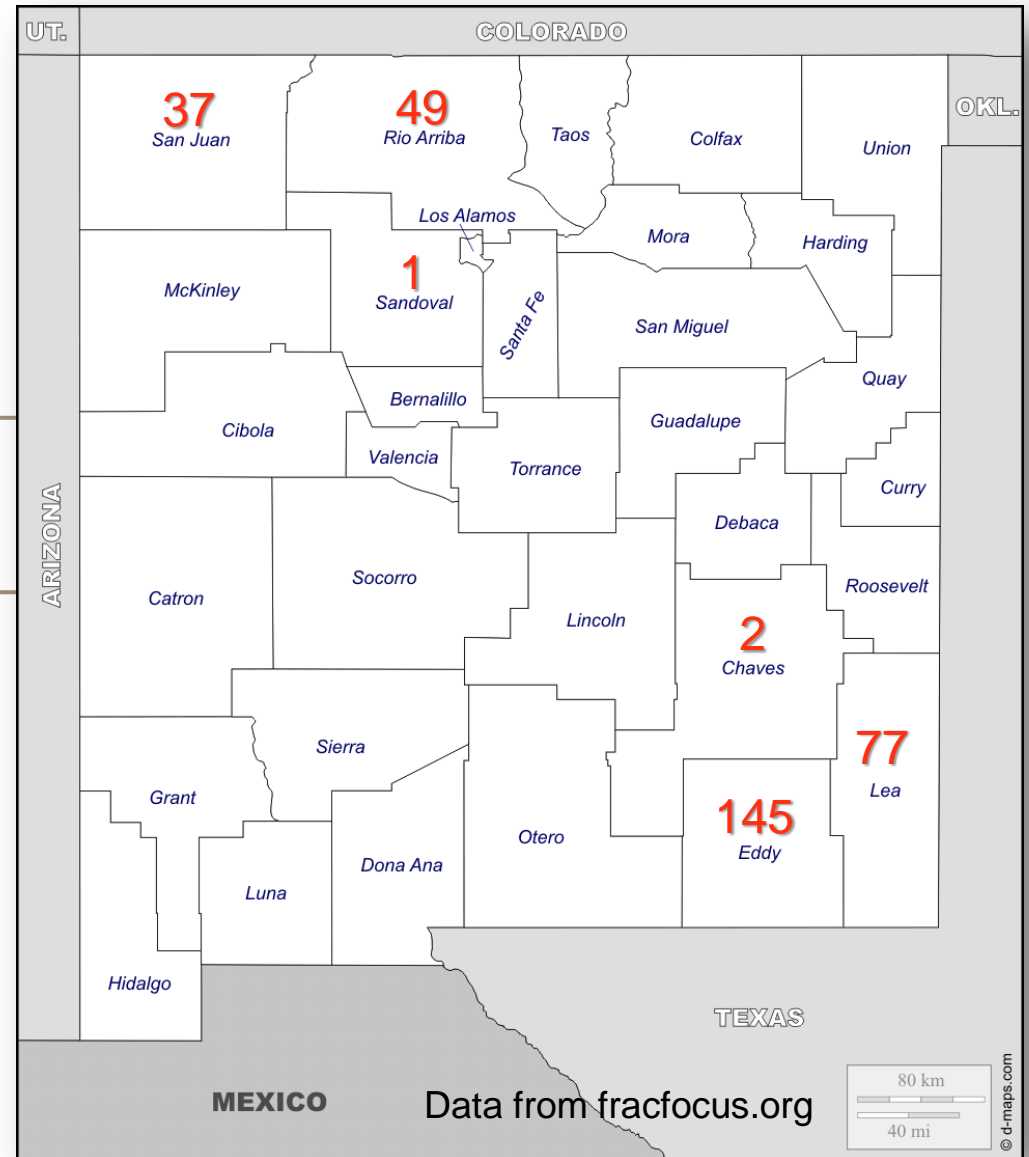 UT.
COLORADO
OKL.
37
San Juan
49
Rio Arriba
Taos
Colfax
Union
Los Alamos
Mora
Harding
McKinley
1
Sandoval
Santa Fe
San Miguel
Quay
Bernalillo
Guadalupe
Cibola
Valencia
Torrance
Curry
Debaca
ARIZONA
Catron
Socorro
Roosevelt
Lincoln
2
Chaves
Sierra
77
Lea
Grant
145
Eddy
Otero
Dona Ana
Luna
Hidalgo
TEXAS
MEXICO
Data from fracfocus.org
80 km
40 mi
© d-maps.com